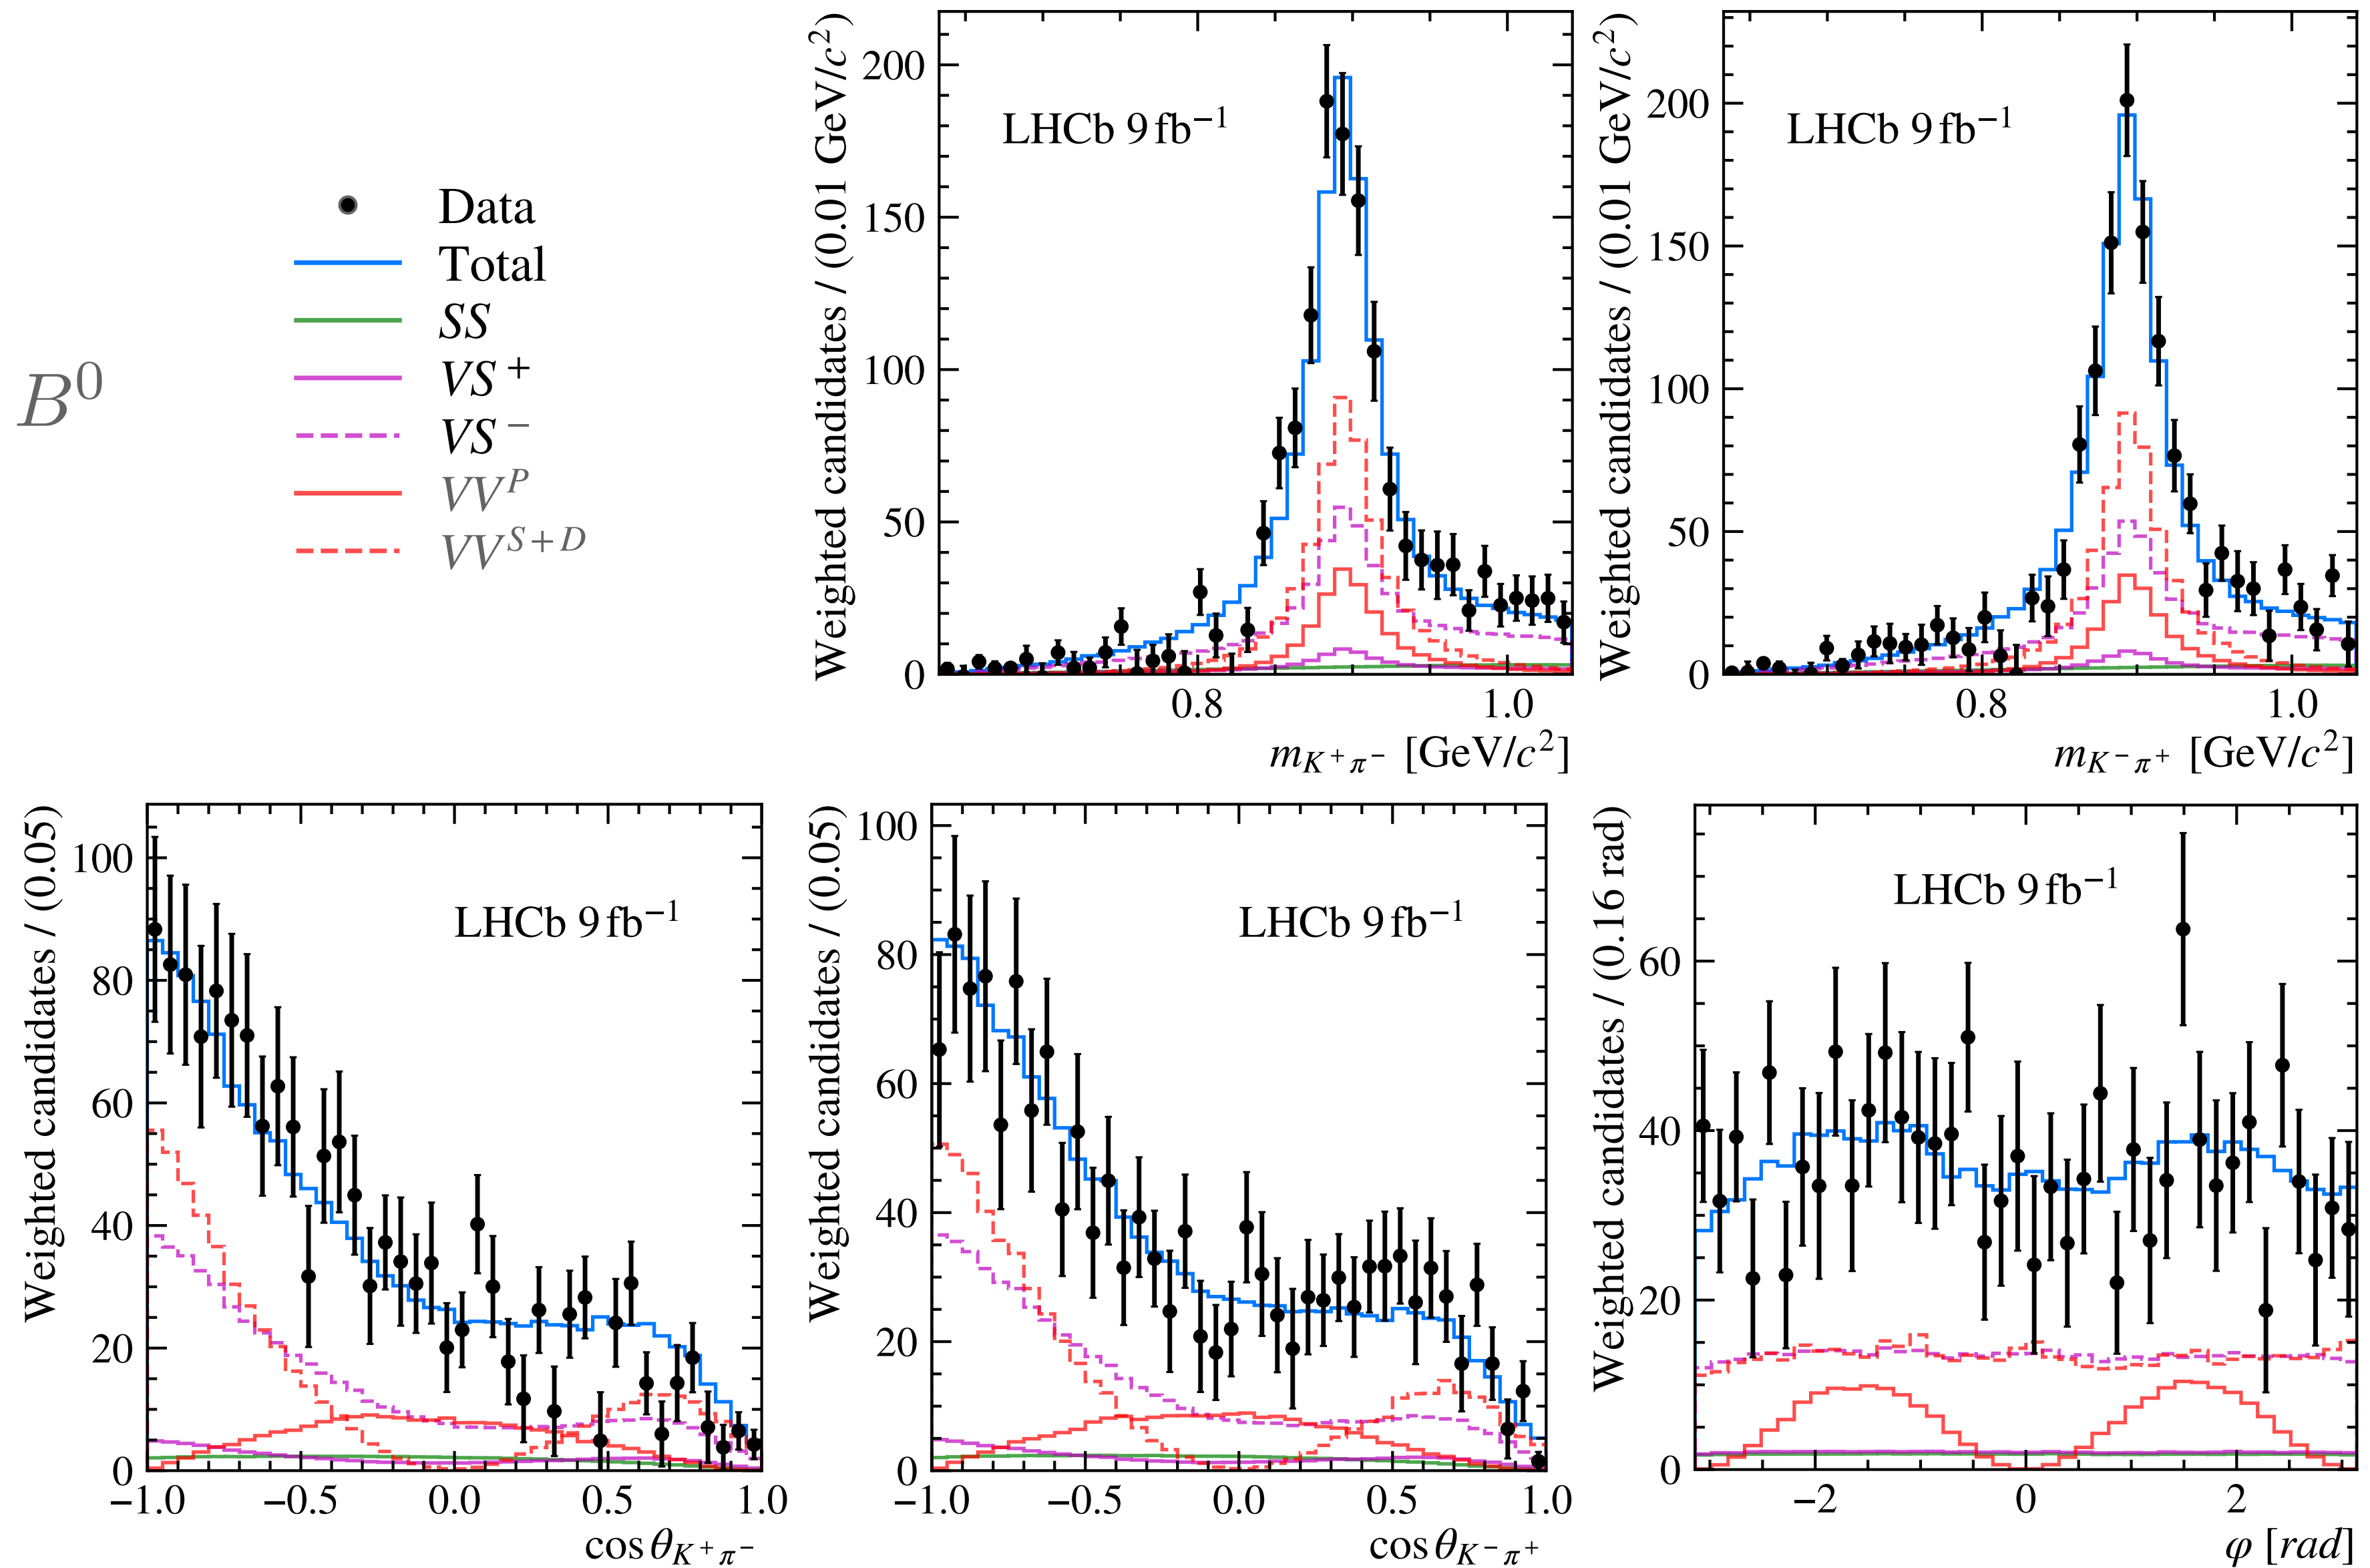 B⁰
Data
Total
SS
VS⁺
VS⁻
VVᴾ
VV^{S+D}
Weighted candidates / (0.01 GeV/c²)
200
150
100
50
0
LHCb 9 fb⁻¹
0.8
1.0
m_{K⁺π⁻} [GeV/c²]
Weighted candidates / (0.01 GeV/c²)
200
150
100
50
0
LHCb 9 fb⁻¹
0.8
1.0
m_{K⁻π⁺} [GeV/c²]
Weighted candidates / (0.05)
100
80
60
40
20
0
LHCb 9 fb⁻¹
−1.0 −0.5 0.0 0.5 1.0
cos θ_{K⁺π⁻}
Weighted candidates / (0.05)
100
80
60
40
20
0
LHCb 9 fb⁻¹
−1.0 −0.5 0.0 0.5 1.0
cos θ_{K⁻π⁺}
Weighted candidates / (0.16 rad)
60
40
20
0
LHCb 9 fb⁻¹
−2 0 2
φ [rad]